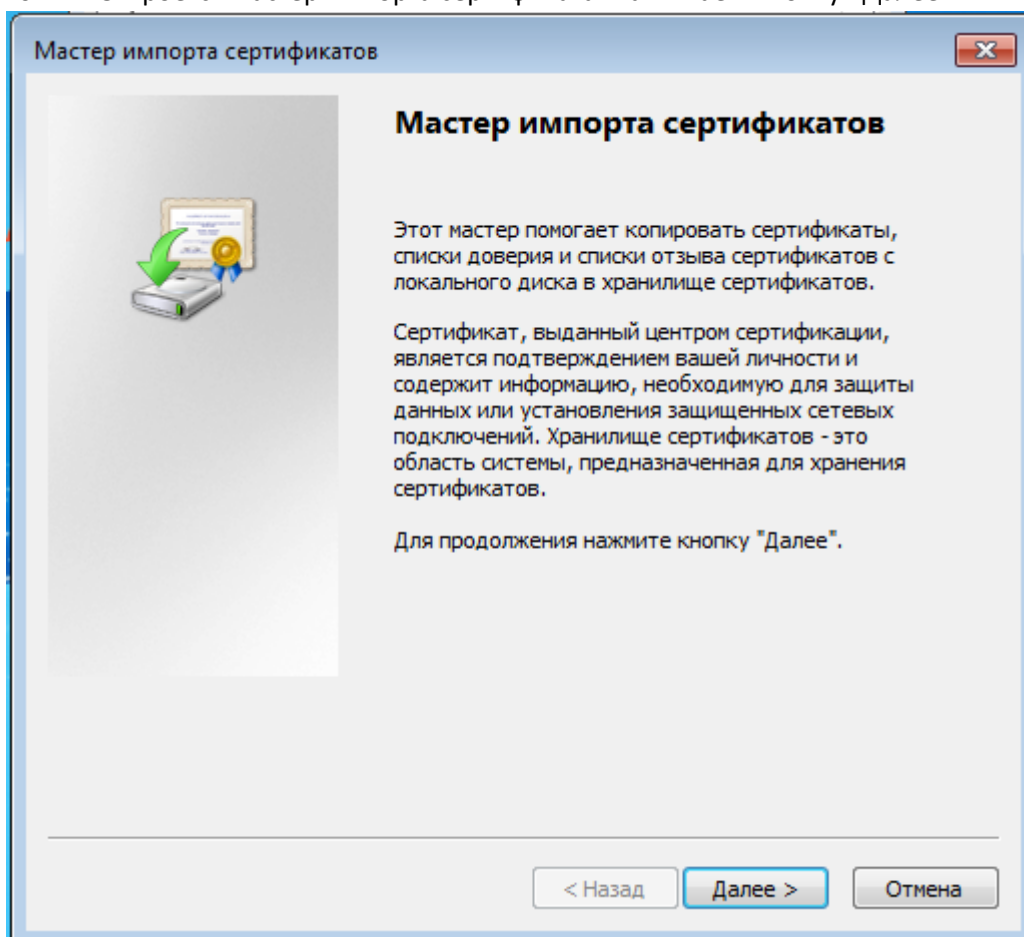 Мастер импорта сертификатов
Мастер импорта сертификатов
Этот мастер помогает копировать сертификаты,
списки доверия и списки отзыва сертификатов с
локального диска в хранилище сертификатов.
Сертификат, выданный центром сертификации,
является подтверждением вашей личности и
содержит информацию, необходимую для защиты
данных или установления защищенных сетевых
подключений. Хранилище сертификатов - это
область системы, предназначенная для хранения
сертификатов.
Для продолжения нажмите кнопку "Далее".
< Назад
Далее >
Отмена